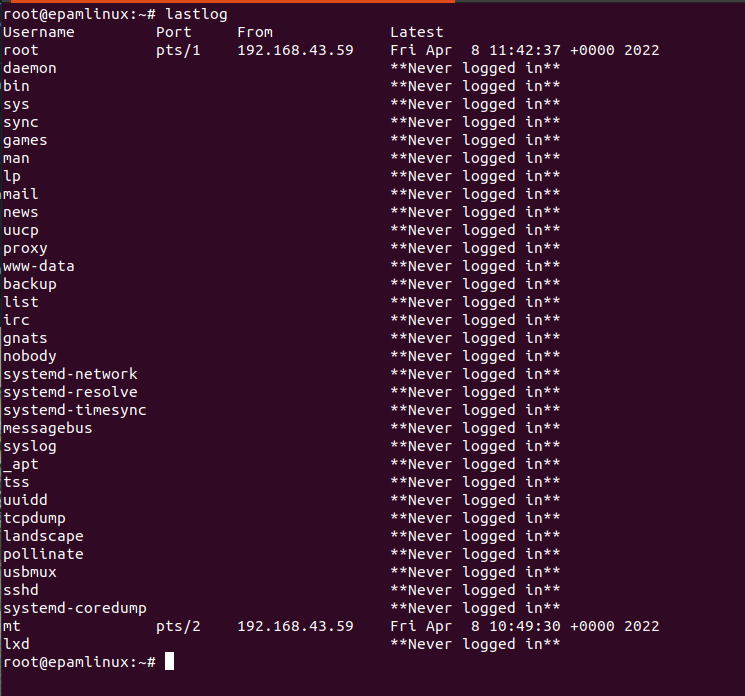 root@epamlinux:~# lastlog
Username         Port     From             Latest
root             pts/1    192.168.43.59    Fri Apr  8 11:42:37 +0000 2022
daemon                                     **Never logged in**
bin                                        **Never logged in**
sys                                        **Never logged in**
sync                                       **Never logged in**
games                                      **Never logged in**
man                                        **Never logged in**
lp                                         **Never logged in**
mail                                       **Never logged in**
news                                       **Never logged in**
uucp                                       **Never logged in**
proxy                                      **Never logged in**
www-data                                   **Never logged in**
backup                                     **Never logged in**
list                                       **Never logged in**
irc                                        **Never logged in**
gnats                                      **Never logged in**
nobody                                     **Never logged in**
systemd-network                            **Never logged in**
systemd-resolve                            **Never logged in**
systemd-timesync                           **Never logged in**
messagebus                                 **Never logged in**
syslog                                     **Never logged in**
_apt                                       **Never logged in**
tss                                        **Never logged in**
uuidd                                      **Never logged in**
tcpdump                                    **Never logged in**
landscape                                  **Never logged in**
pollinate                                  **Never logged in**
usbmux                                     **Never logged in**
sshd                                       **Never logged in**
systemd-coredump                           **Never logged in**
mt               pts/2    192.168.43.59    Fri Apr  8 10:49:30 +0000 2022
lxd                                        **Never logged in**
root@epamlinux:~#